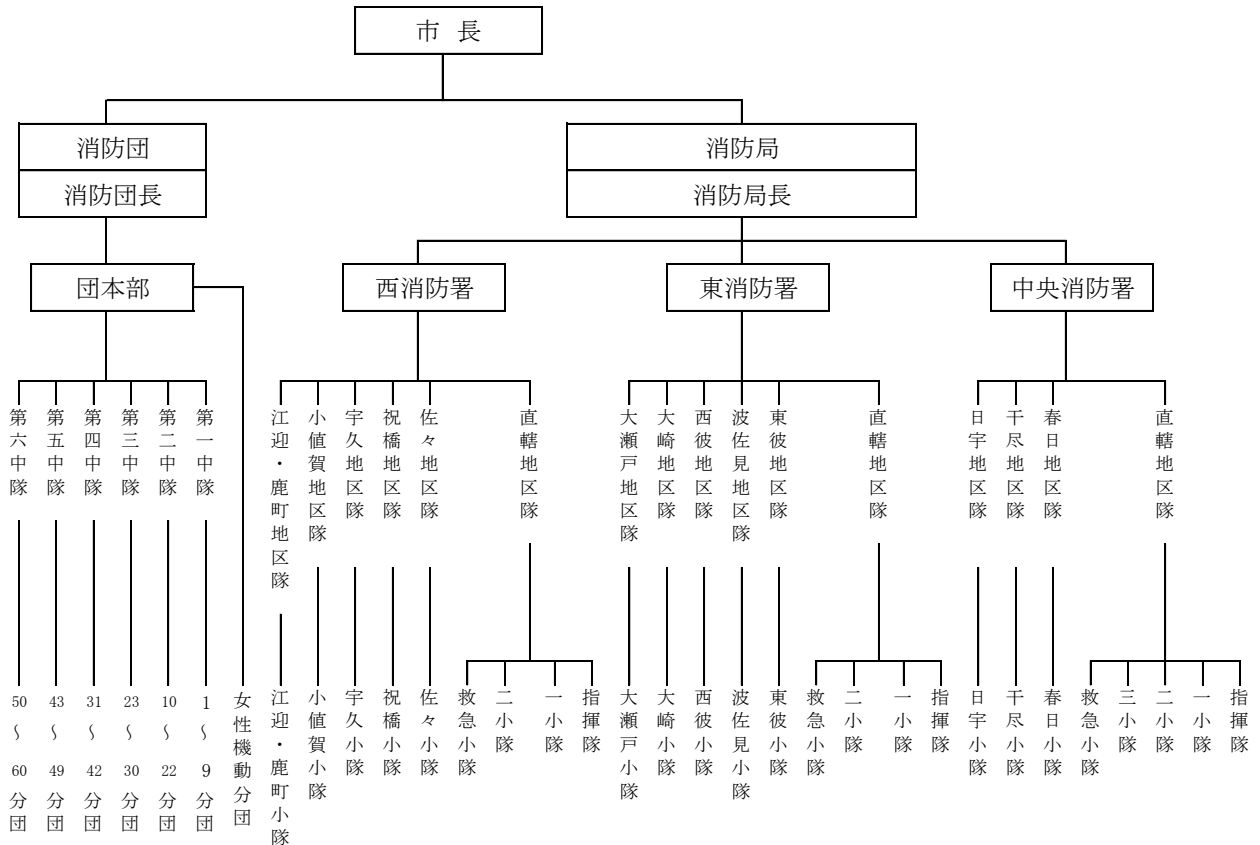 市 長
消防団
消防団長
消防局
消防局長
団本部
西消防署
東消防署
中央消防署
第六中隊
第五中隊
第四中隊
第三中隊
第二中隊
第一中隊
江迎・鹿町地区隊
小値賀地区隊
宇久地区隊
祝橋地区隊
佐々地区隊
直轄地区隊
大瀬戸地区隊
大崎地区隊
西彼地区隊
波佐見地区隊
東彼地区隊
直轄地区隊
日宇地区隊
干尽地区隊
春日地区隊
直轄地区隊
50〜60分団
43〜49分団
31〜42分団
23〜30分団
10〜22分団
1〜9分団
女性機動分団
江迎・鹿町小隊
小値賀小隊
宇久小隊
祝橋小隊
佐々小隊
救急小隊
二小隊
一小隊
指揮隊
大瀬戸小隊
大崎小隊
西彼小隊
波佐見小隊
東彼小隊
救急小隊
二小隊
一小隊
指揮隊
日宇小隊
干尽小隊
春日小隊
救急小隊
三小隊
二小隊
一小隊
指揮隊